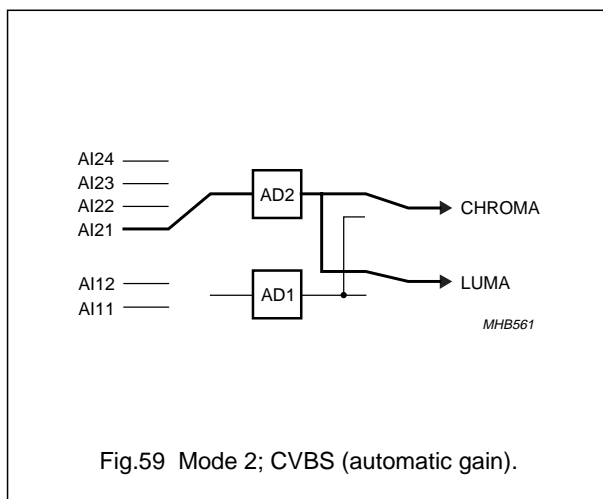 AI24
AI23
AI22
AI21
AD2
CHROMA
AI12
AI11
AD1
LUMA
MHB561
Fig.59 Mode 2; CVBS (automatic gain).